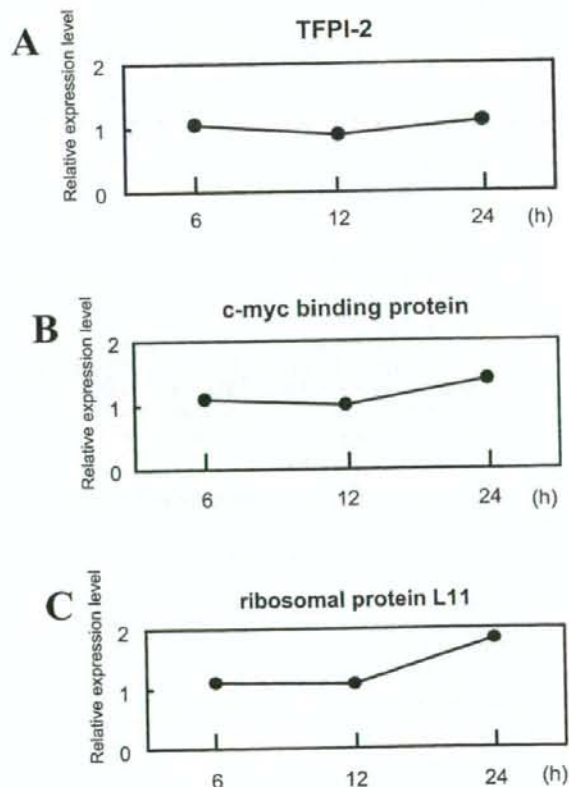 A
TFPI-2
Relative expression level
2
1
0
6 12 24 (h)
B
c-myc binding protein
Relative expression level
2
1
0
6 12 24 (h)
C
ribosomal protein L11
Relative expression level
2
1
0
6 12 24 (h)